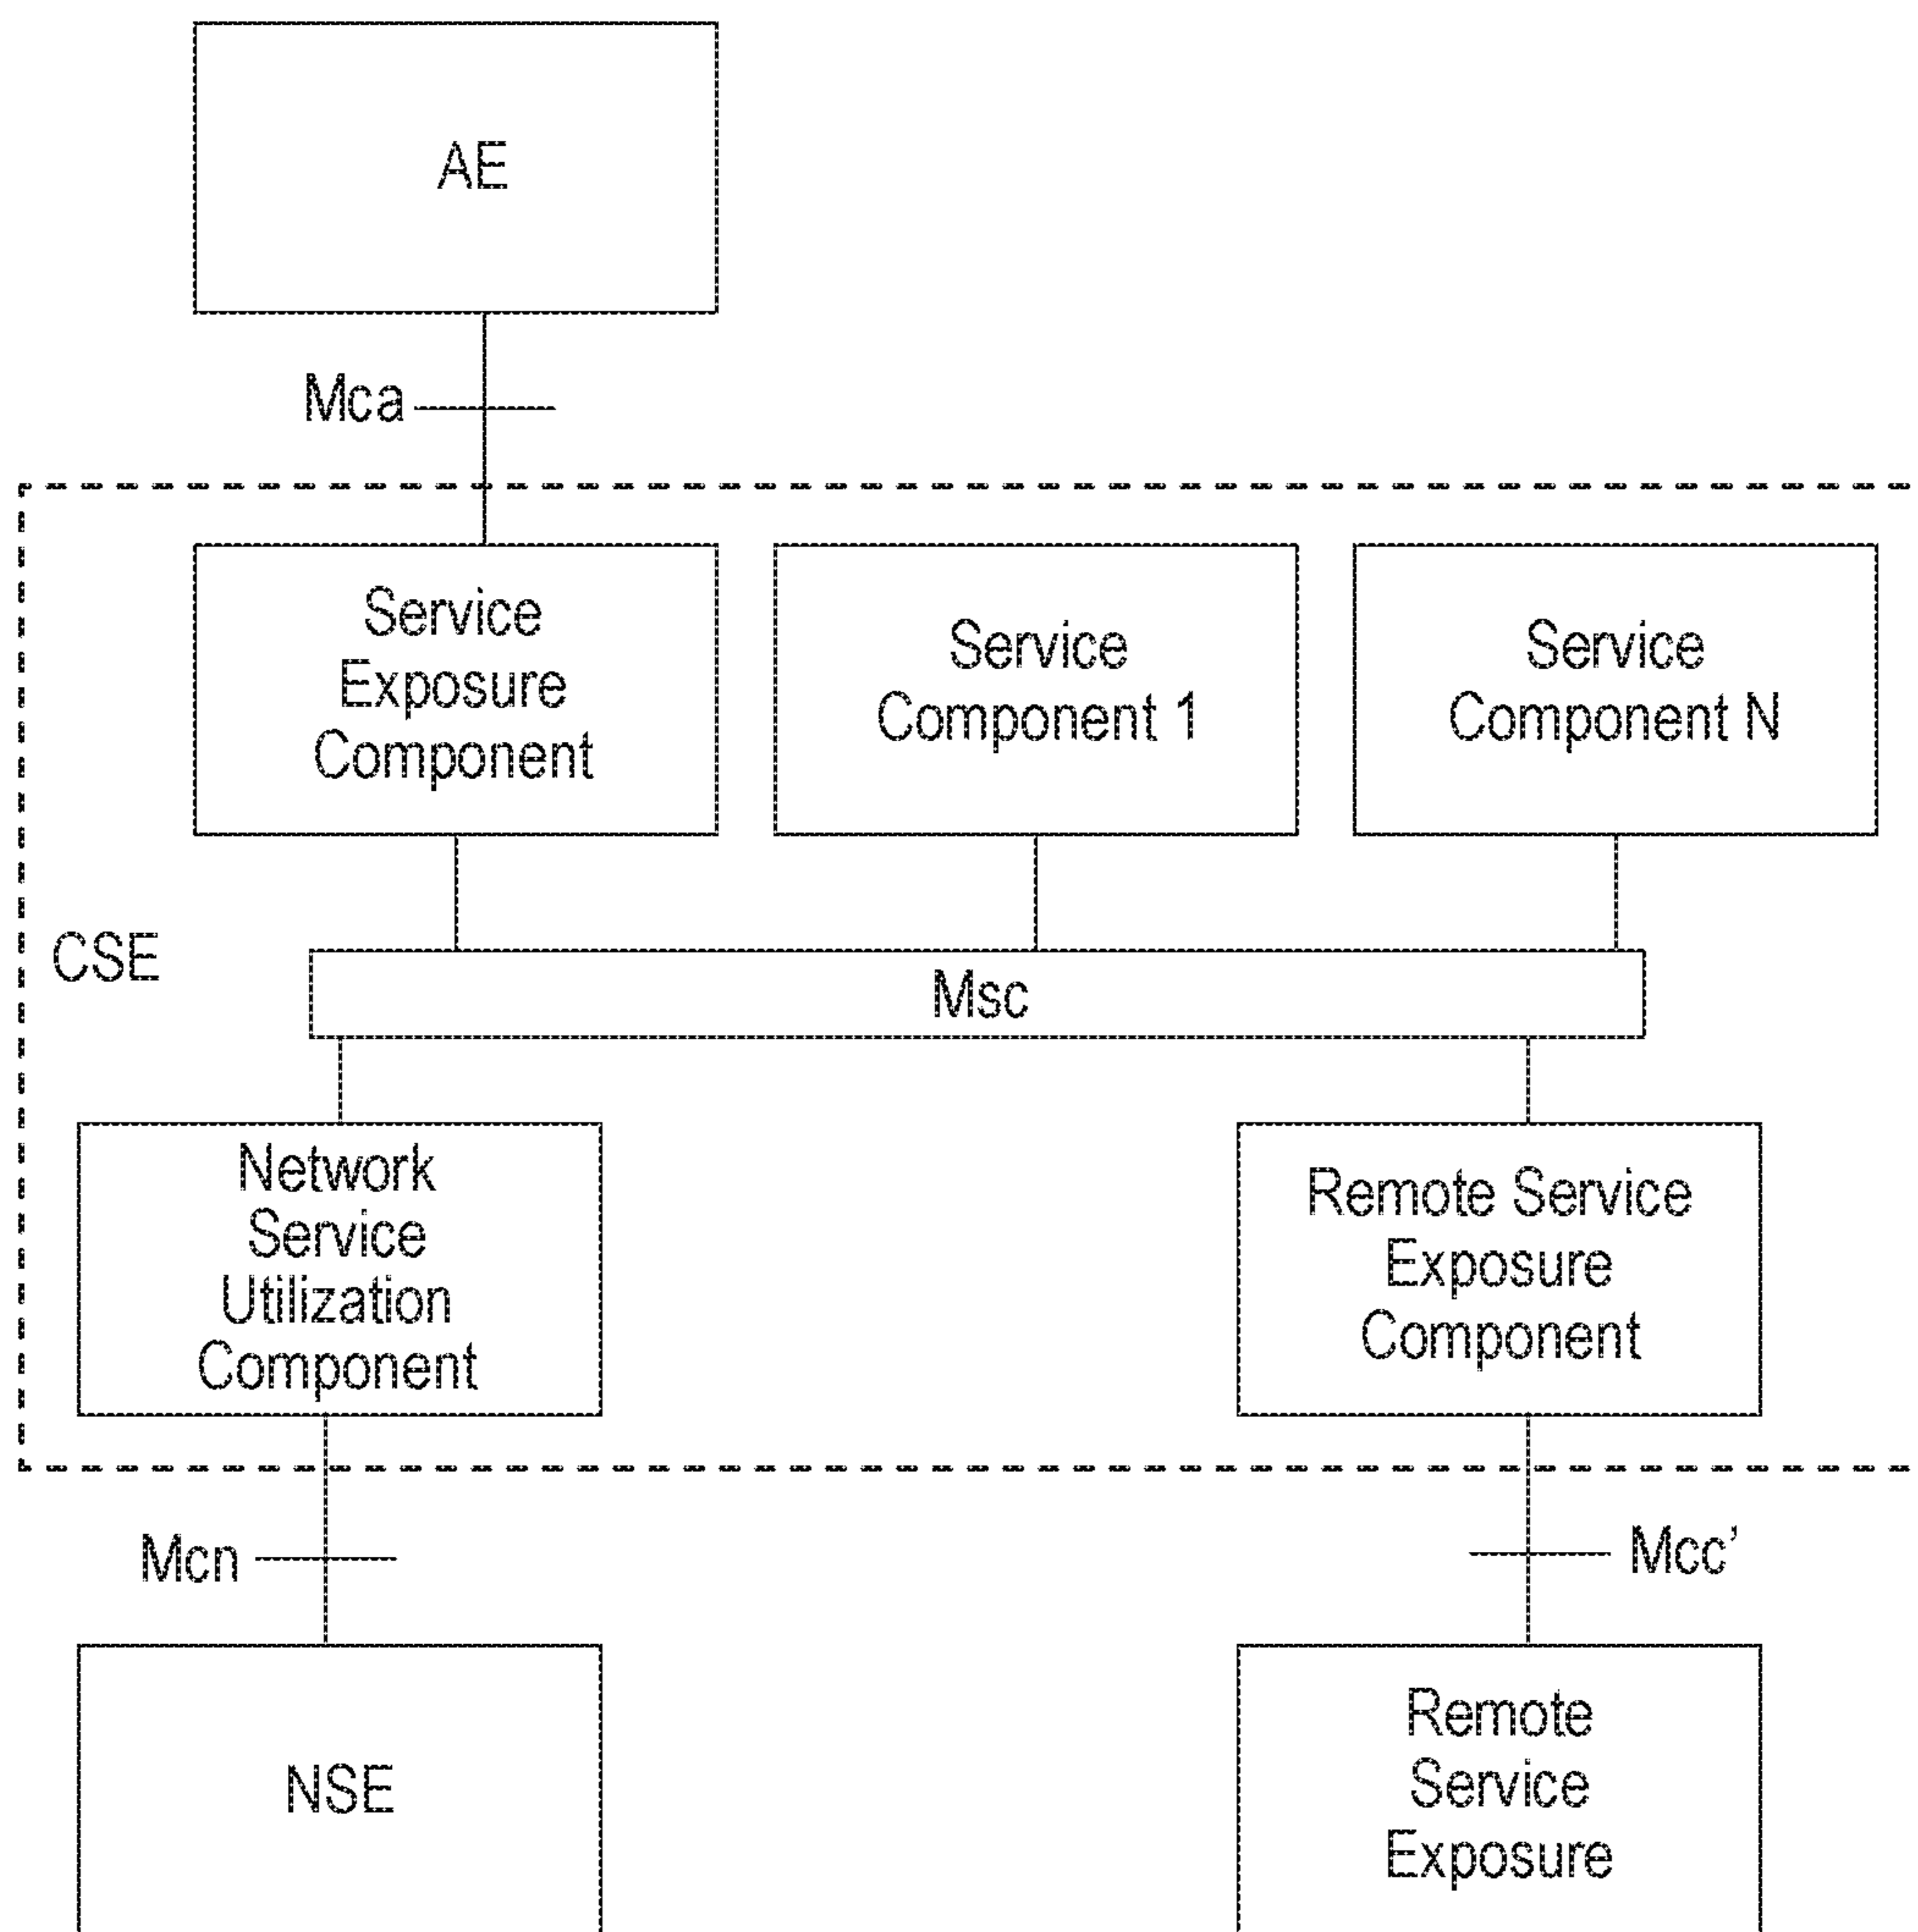 AE
Mca
Service
Exposure
Component
Service
Component 1
Service
Component N
CSE
Msc
Network
Service
Utilization
Component
Remote Service
Exposure
Component
Mcn
Mcc’
NSE
Remote
Service
Exposure